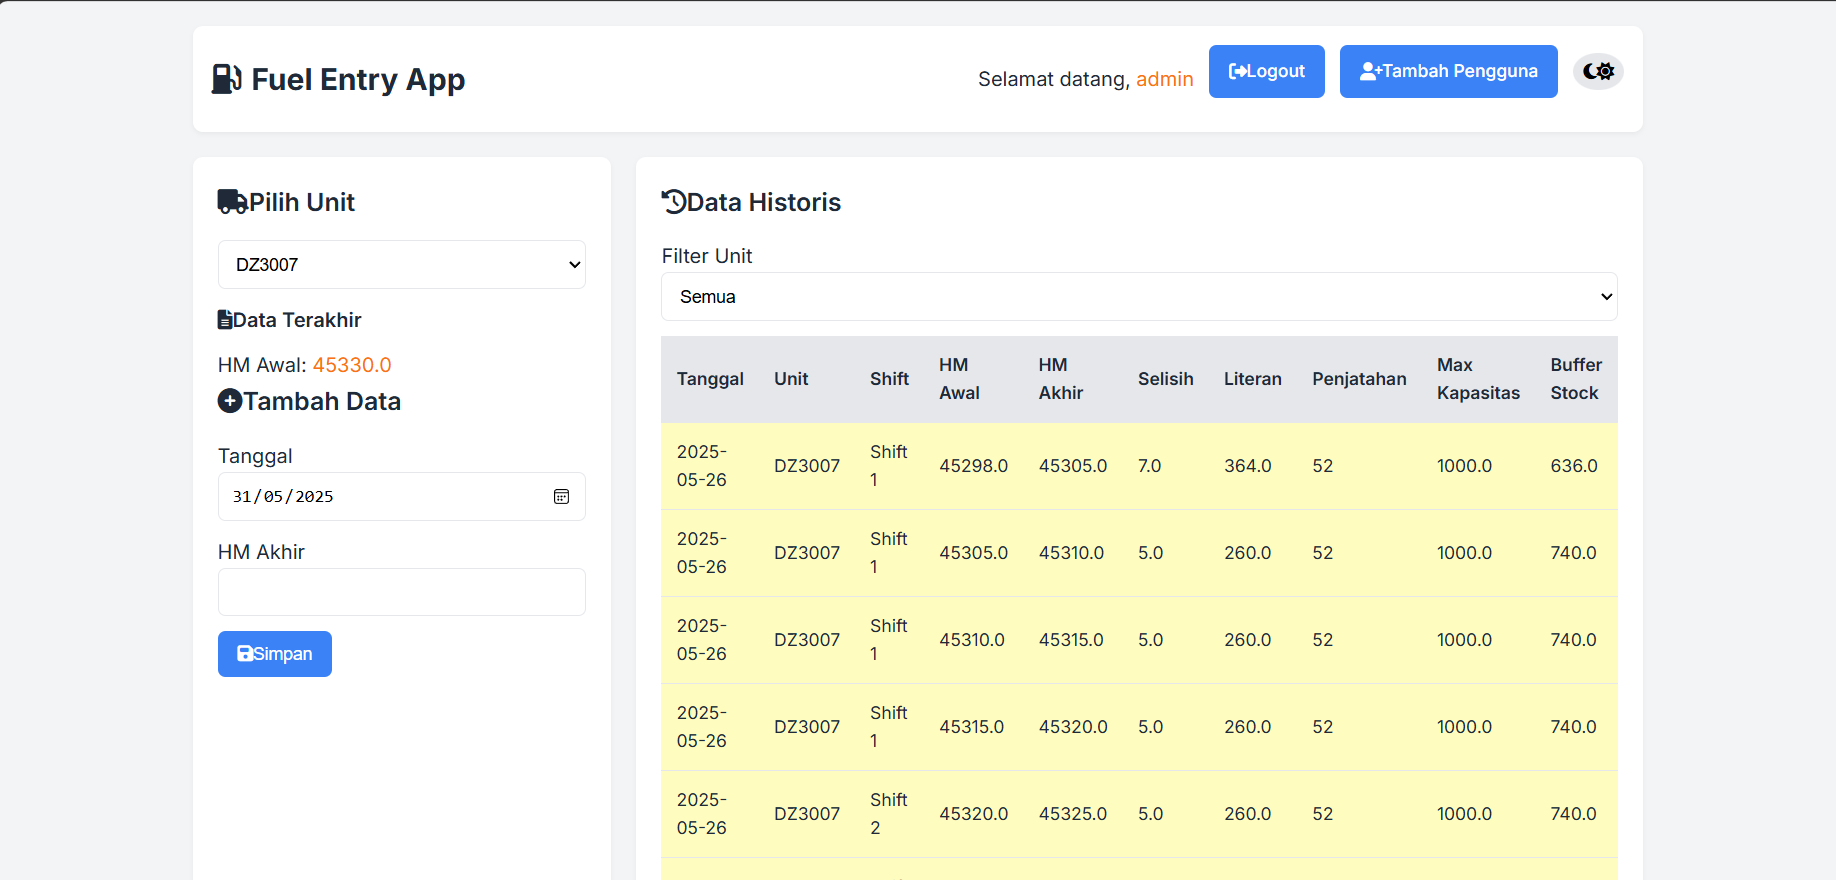 Fuel Entry App
Selamat datang, admin
Logout
Tambah Pengguna
Pilih Unit
DZ3007
Data Terakhir
HM Awal: 45330.0
Tambah Data
Tanggal
31/05/2025
HM Akhir
Simpan
Data Historis
Filter Unit
Semua
Tanggal Unit Shift HM Awal HM Akhir Selisih Literan Penjatahan Max Kapasitas Buffer Stock
2025-05-26 DZ3007 Shift 1 45298.0 45305.0 7.0 364.0 52 1000.0 636.0
2025-05-26 DZ3007 Shift 1 45305.0 45310.0 5.0 260.0 52 1000.0 740.0
2025-05-26 DZ3007 Shift 1 45310.0 45315.0 5.0 260.0 52 1000.0 740.0
2025-05-26 DZ3007 Shift 1 45315.0 45320.0 5.0 260.0 52 1000.0 740.0
2025-05-26 DZ3007 Shift 2 45320.0 45325.0 5.0 260.0 52 1000.0 740.0